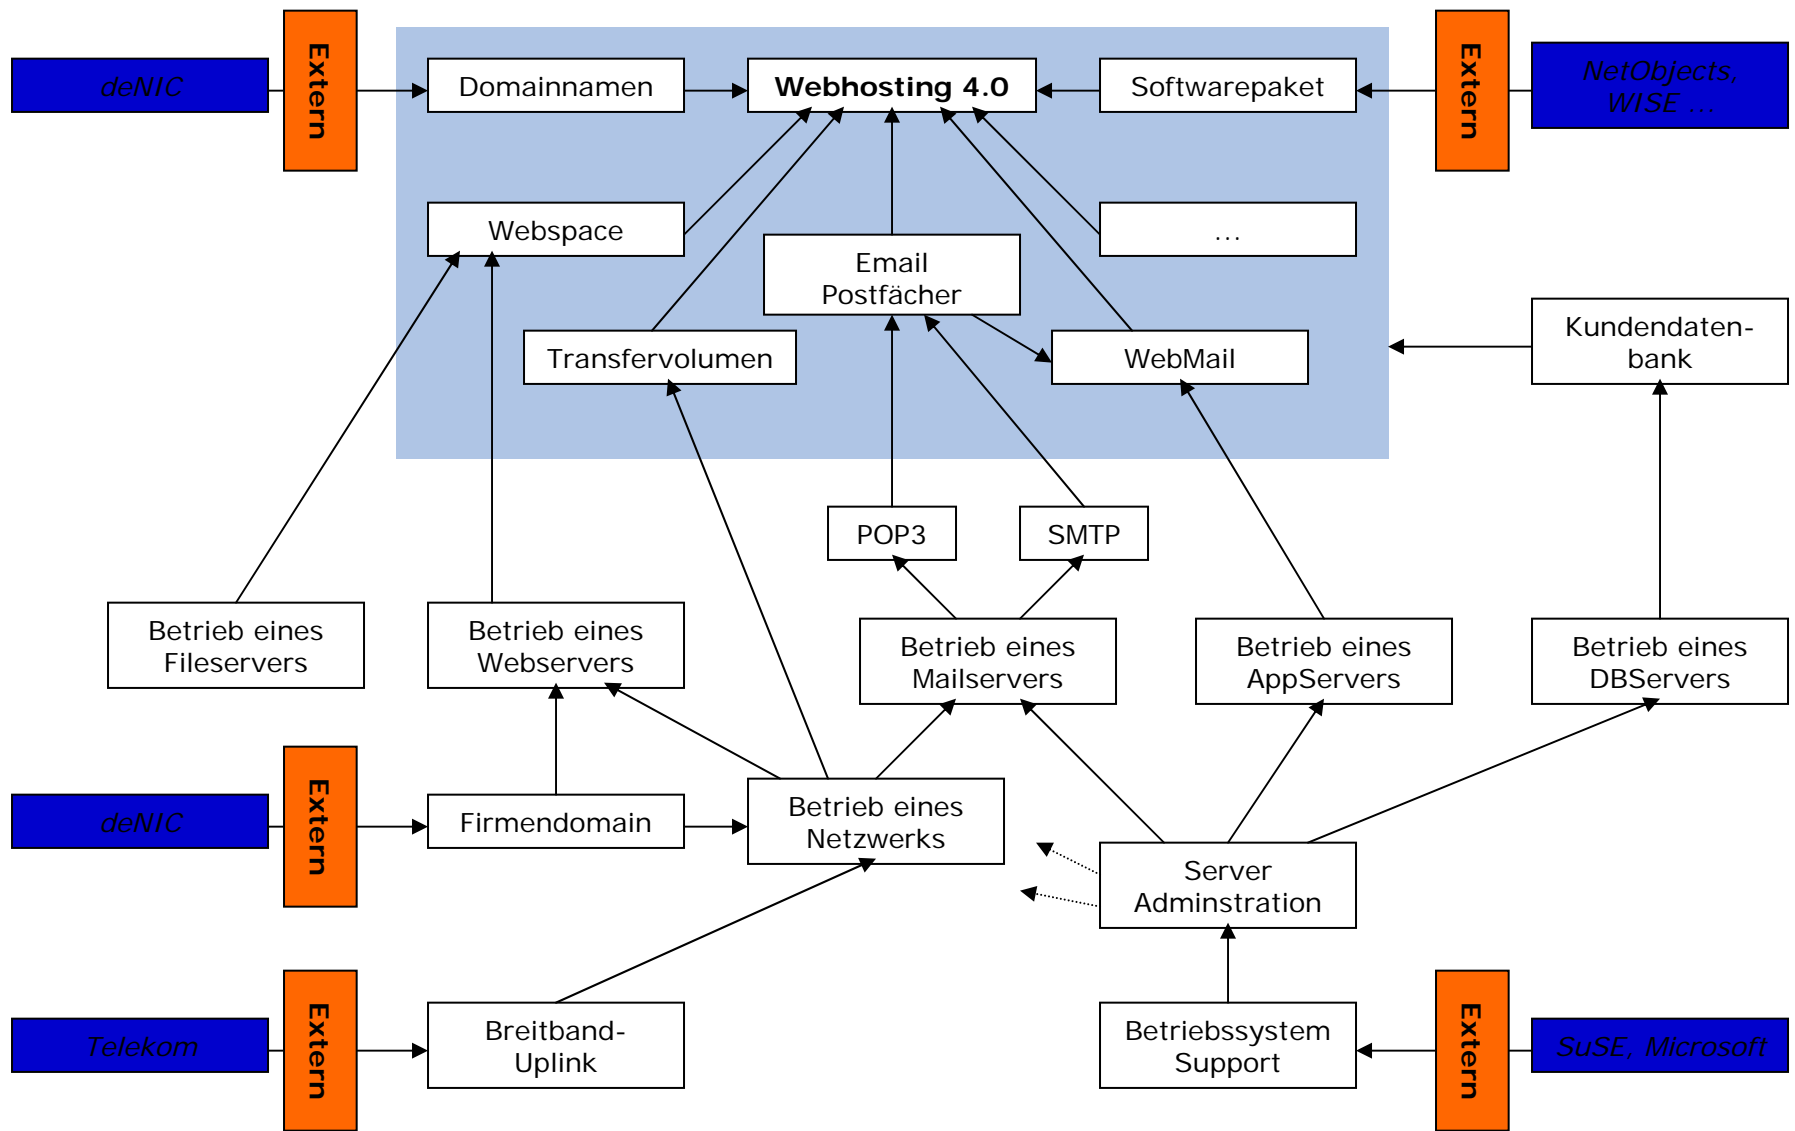 deNIC
Extern
Domainnamen
Webhosting 4.0
Softwarepaket
Extern
NetObjects,
WISE ...
Webspace
...
Email
Postfächer
Transfervolumen
WebMail
Kundendaten-
bank
POP3
SMTP
Betrieb eines
Fileservers
Betrieb eines
Webservers
Betrieb eines
Mailservers
Betrieb eines
AppServers
Betrieb eines
DBServers
deNIC
Extern
Firmendomain
Betrieb eines
Netzwerks
Server
Adminstration
Telekom
Extern
Breitband-
Uplink
Betriebssystem
Support
Extern
SuSE, Microsoft